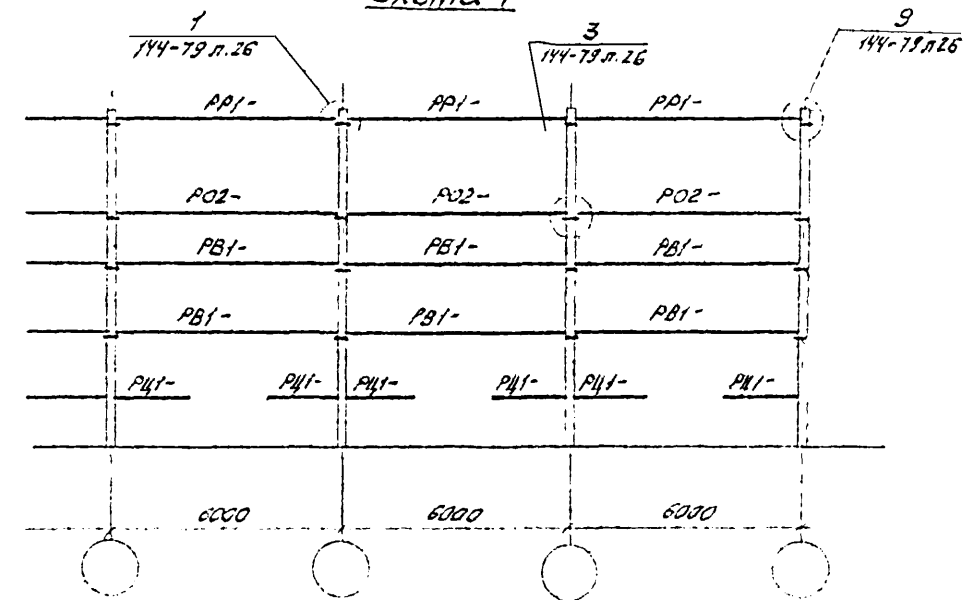 Схема 1
1
144-79 л.26
3
144-79 л.26
9
144-79 л.26
РР1- РР1- РР1-
РО2- РО2- РО2-
РВ1- РВ1- РВ1-
РВ1- РВ1- РВ1-
РЦ1- РЦ1- РЦ1- РЦ1- РЦ1- РЦ1-
6000 6000 6000